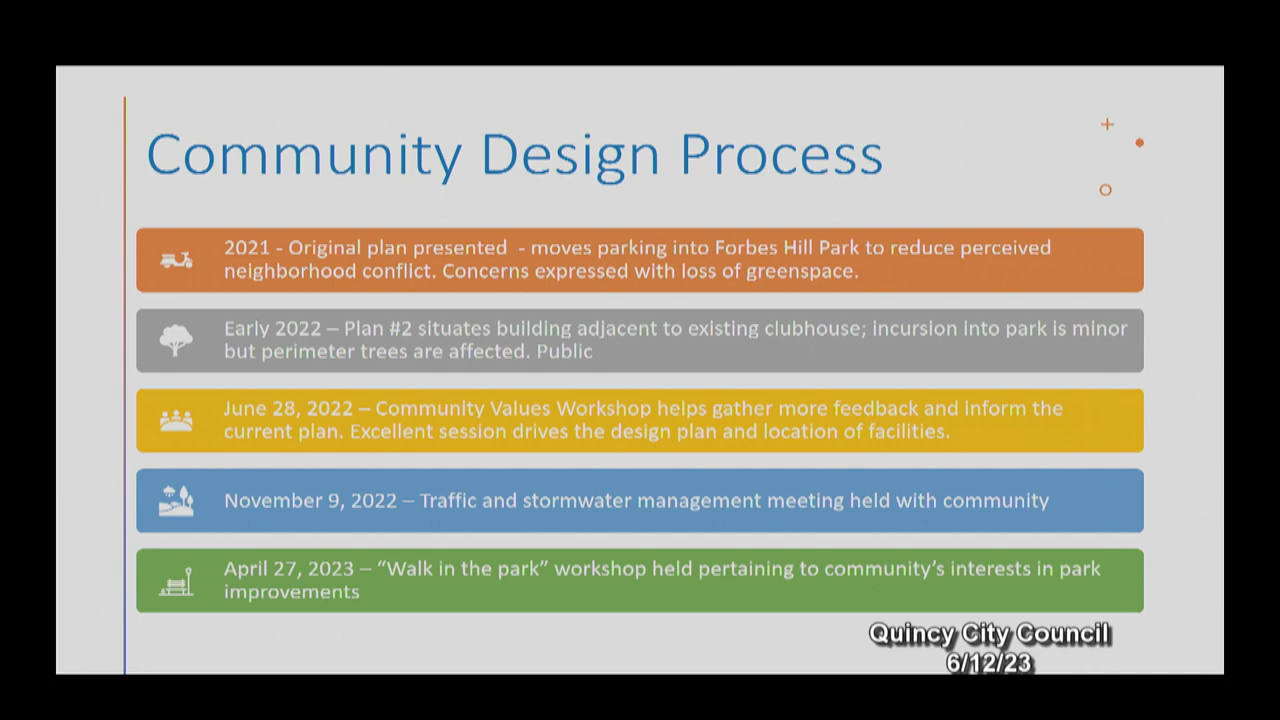 Community Design Process
2021 - Original plan presented  - moves parking into Forbes Hill Park to reduce perceived
neighborhood conflict. Concerns expressed with loss of greenspace.
Early 2022 – Plan #2 situates building adjacent to existing clubhouse; incursion into park is minor
but perimeter trees are affected. Public
June 28, 2022 – Community Values Workshop helps gather more feedback and inform the
current plan. Excellent session drives the design plan and location of facilities.
November 9, 2022 – Traffic and stormwater management meeting held with community
April 27, 2023 – “Walk in the park” workshop held pertaining to community’s interests in park
improvements
Quincy City Council
6/12/23